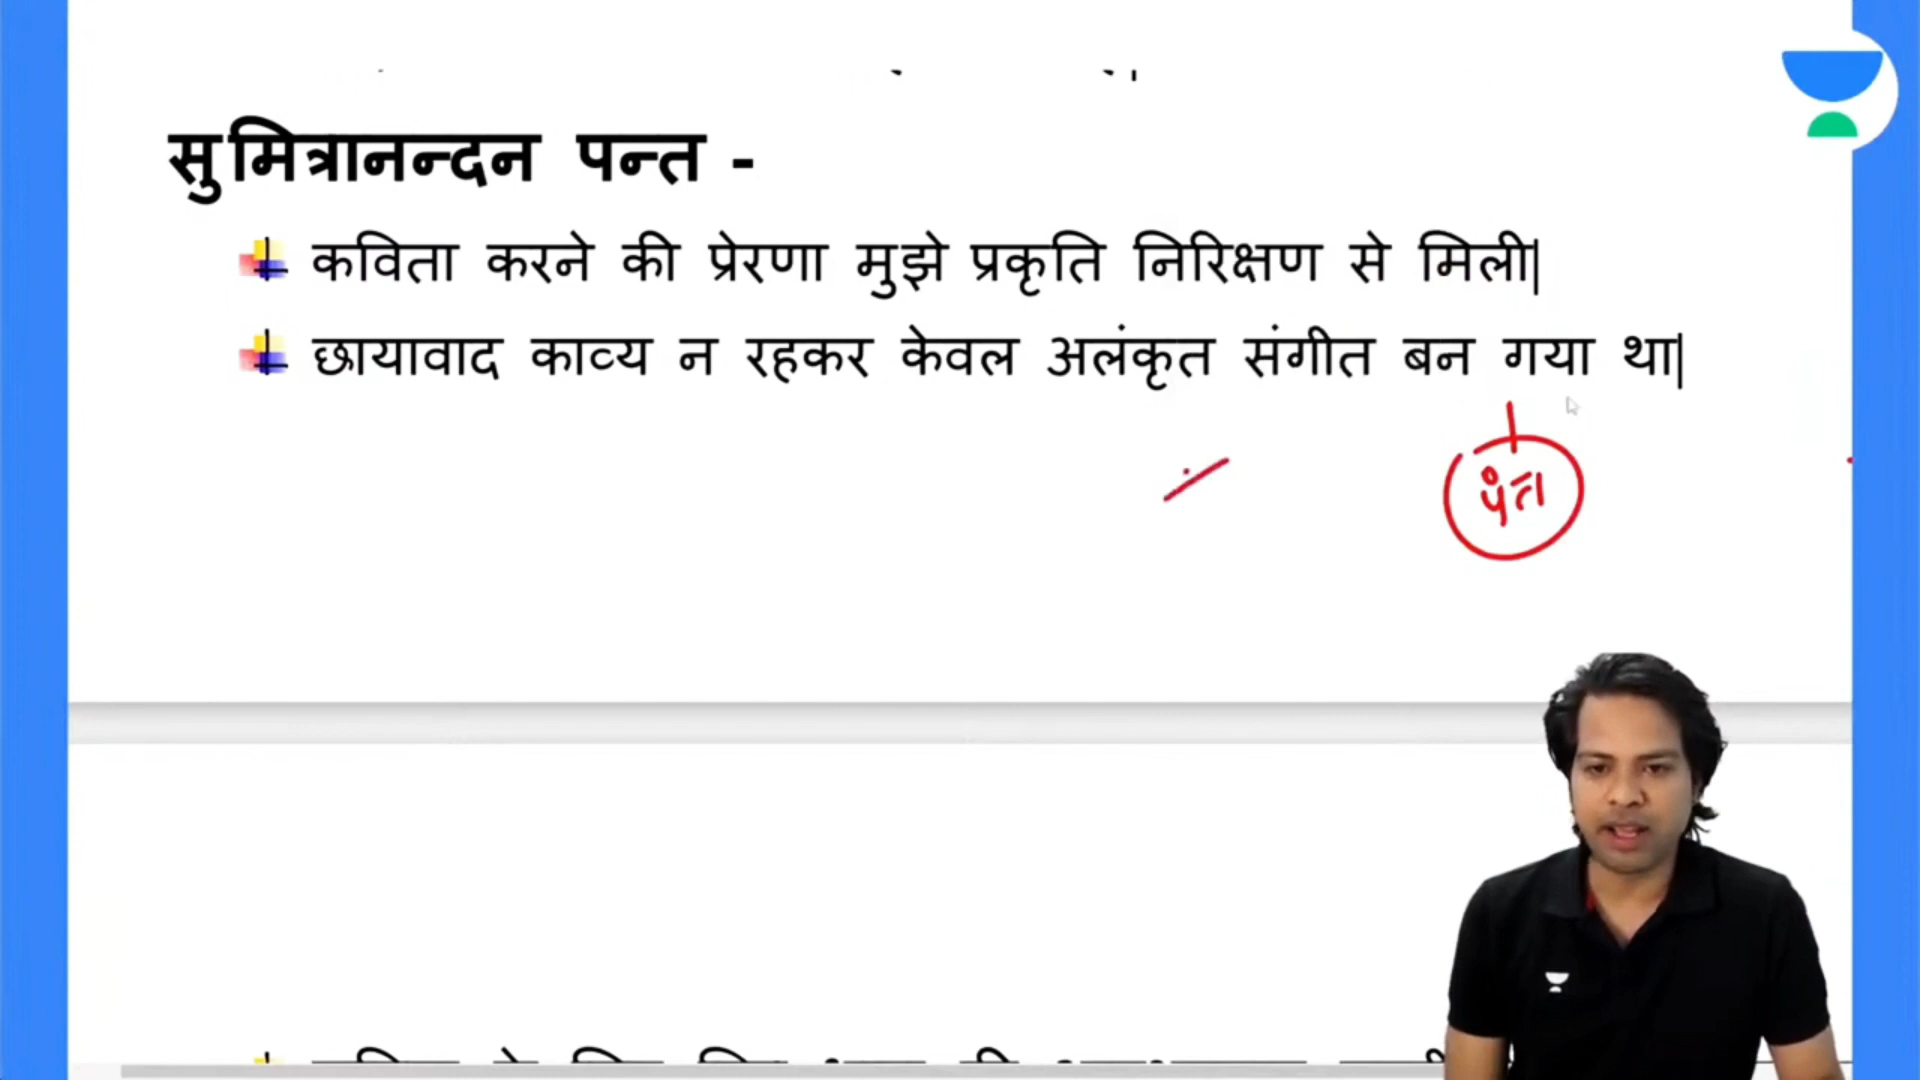 सुमित्रानन्दन पन्त -
कविता करने की प्रेरणा मुझे प्रकृति निरिक्षण से मिली|
छायावाद काव्य न रहकर केवल अलंकृत संगीत बन गया था|
पंत